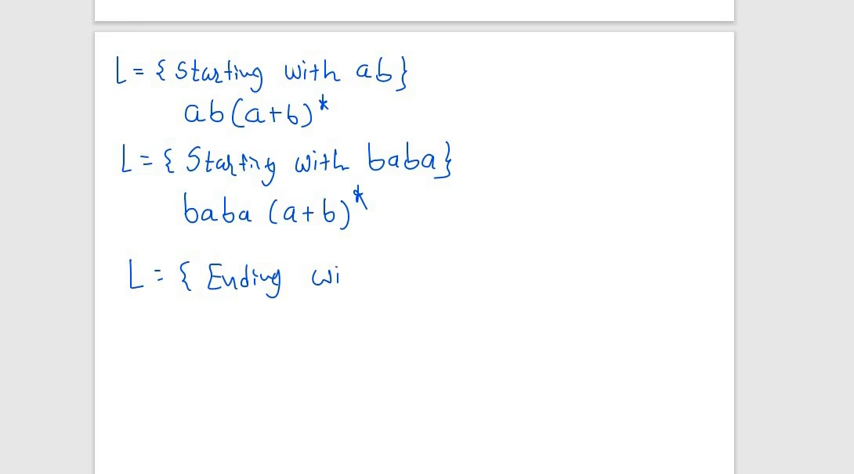 L = { Starting with ab}
ab(a+b)*
L = { Starting with baba}
baba (a+b)*
L = { Ending wi